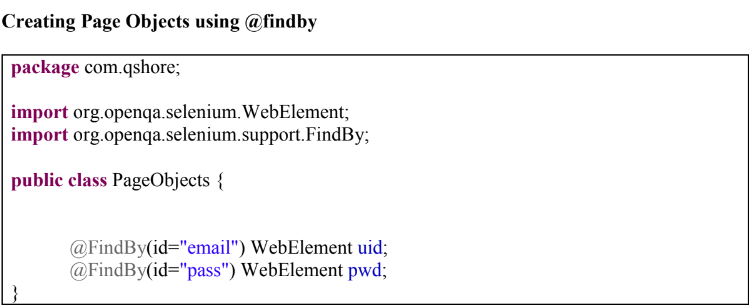 Creating Page Objects using @findby
package com.qshore;
import org.openqa.selenium.WebElement;
import org.openqa.selenium.support.FindBy;
public class PageObjects {
@FindBy(id="email") WebElement uid;
@FindBy(id="pass") WebElement pwd;
}